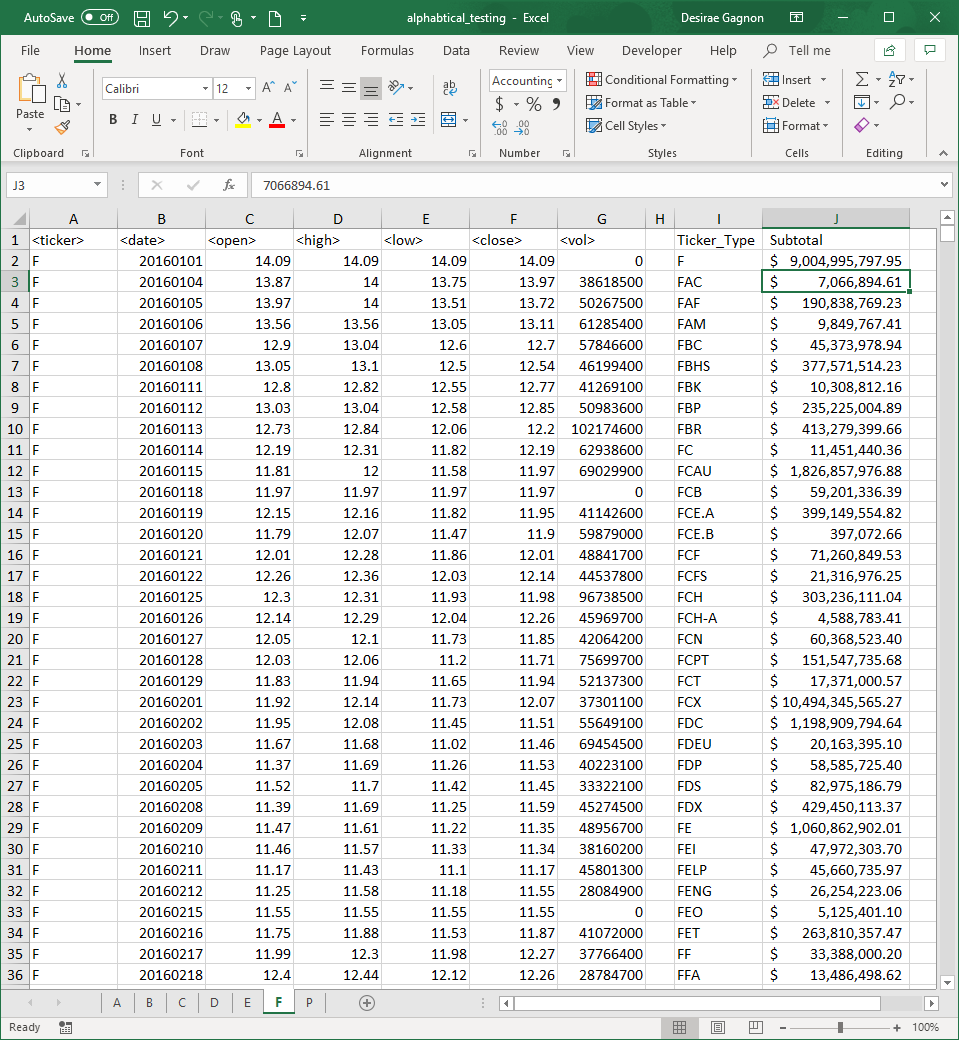 AutoSave Off alphabtical_testing - Excel Desirae Gagnon
File Home Insert Draw Page Layout Formulas Data Review View Developer Help Tell me
Paste Calibri 12 A A ab Accounting Conditional Formatting Insert
B I U A $ % , Format as Table Delete
Cell Styles Format
Clipboard Font Alignment Number Styles Cells Editing
J3 fx 7066894.61
A B C D E F G H I J
1 <ticker> <date> <open> <high> <low> <close> <vol> Ticker_Type Subtotal
2 F 20160101 14.09 14.09 14.09 14.09 0 F $ 9,004,995,797.95
3 F 20160104 13.87 14 13.75 13.97 38618500 FAC $ 7,066,894.61
4 F 20160105 13.97 14 13.51 13.72 50267500 FAF $ 190,838,769.23
5 F 20160106 13.56 13.56 13.05 13.11 61285400 FAM $ 9,849,767.41
6 F 20160107 12.9 13.04 12.6 12.7 57846600 FBC $ 45,373,978.94
7 F 20160108 13.05 13.1 12.5 12.54 46199400 FBHS $ 377,571,514.23
8 F 20160111 12.8 12.82 12.55 12.77 41269100 FBK $ 10,308,812.16
9 F 20160112 13.03 13.04 12.58 12.85 50983600 FBP $ 235,225,004.89
10 F 20160113 12.73 12.84 12.06 12.2 102174600 FBR $ 413,279,399.66
11 F 20160114 12.19 12.31 11.82 12.19 62938600 FC $ 11,451,440.36
12 F 20160115 11.81 12 11.58 11.97 69029900 FCAU $ 1,826,857,976.88
13 F 20160118 11.97 11.97 11.97 11.97 0 FCB $ 59,201,336.39
14 F 20160119 12.15 12.16 11.82 11.95 41142600 FCE.A $ 399,149,554.82
15 F 20160120 11.79 12.07 11.47 11.9 59879000 FCE.B $ 397,072.66
16 F 20160121 12.01 12.28 11.86 12.01 48841700 FCF $ 71,260,849.53
17 F 20160122 12.26 12.36 12.03 12.14 44537800 FCFS $ 21,316,976.25
18 F 20160125 12.3 12.31 11.93 11.98 96738500 FCH $ 303,236,111.04
19 F 20160126 12.14 12.29 12.04 12.26 45969700 FCH-A $ 4,588,783.41
20 F 20160127 12.05 12.1 11.73 11.85 42064200 FCN $ 60,368,523.40
21 F 20160128 12.03 12.06 11.2 11.71 75699700 FCPT $ 151,547,735.68
22 F 20160129 11.83 11.94 11.65 11.94 52137300 FCT $ 17,371,000.57
23 F 20160201 11.92 12.14 11.73 12.07 37301100 FCX $ 10,494,345,565.27
24 F 20160202 11.95 12.08 11.45 11.51 55649100 FDC $ 1,198,909,794.64
25 F 20160203 11.67 11.68 11.02 11.46 69454500 FDEU $ 20,163,395.10
26 F 20160204 11.37 11.69 11.26 11.53 40223100 FDP $ 58,585,725.40
27 F 20160205 11.52 11.7 11.42 11.45 33322100 FDS $ 82,975,186.79
28 F 20160208 11.39 11.69 11.25 11.59 45274500 FDX $ 429,450,113.37
29 F 20160209 11.47 11.61 11.22 11.35 48956700 FE $ 1,060,862,902.01
30 F 20160210 11.46 11.57 11.33 11.34 38160200 FEI $ 47,972,303.70
31 F 20160211 11.17 11.43 11.1 11.17 45801300 FELP $ 45,660,735.97
32 F 20160212 11.25 11.58 11.18 11.55 28084900 FENG $ 26,254,223.06
33 F 20160215 11.55 11.55 11.55 11.55 0 FEO $ 5,125,401.10
34 F 20160216 11.75 11.88 11.53 11.87 41072000 FET $ 263,810,357.47
35 F 20160217 11.99 12.3 11.98 12.27 37766400 FF $ 33,388,000.20
36 F 20160218 12.4 12.44 12.12 12.26 28784700 FFA $ 13,486,498.62
A B C D E F P
Ready 100%